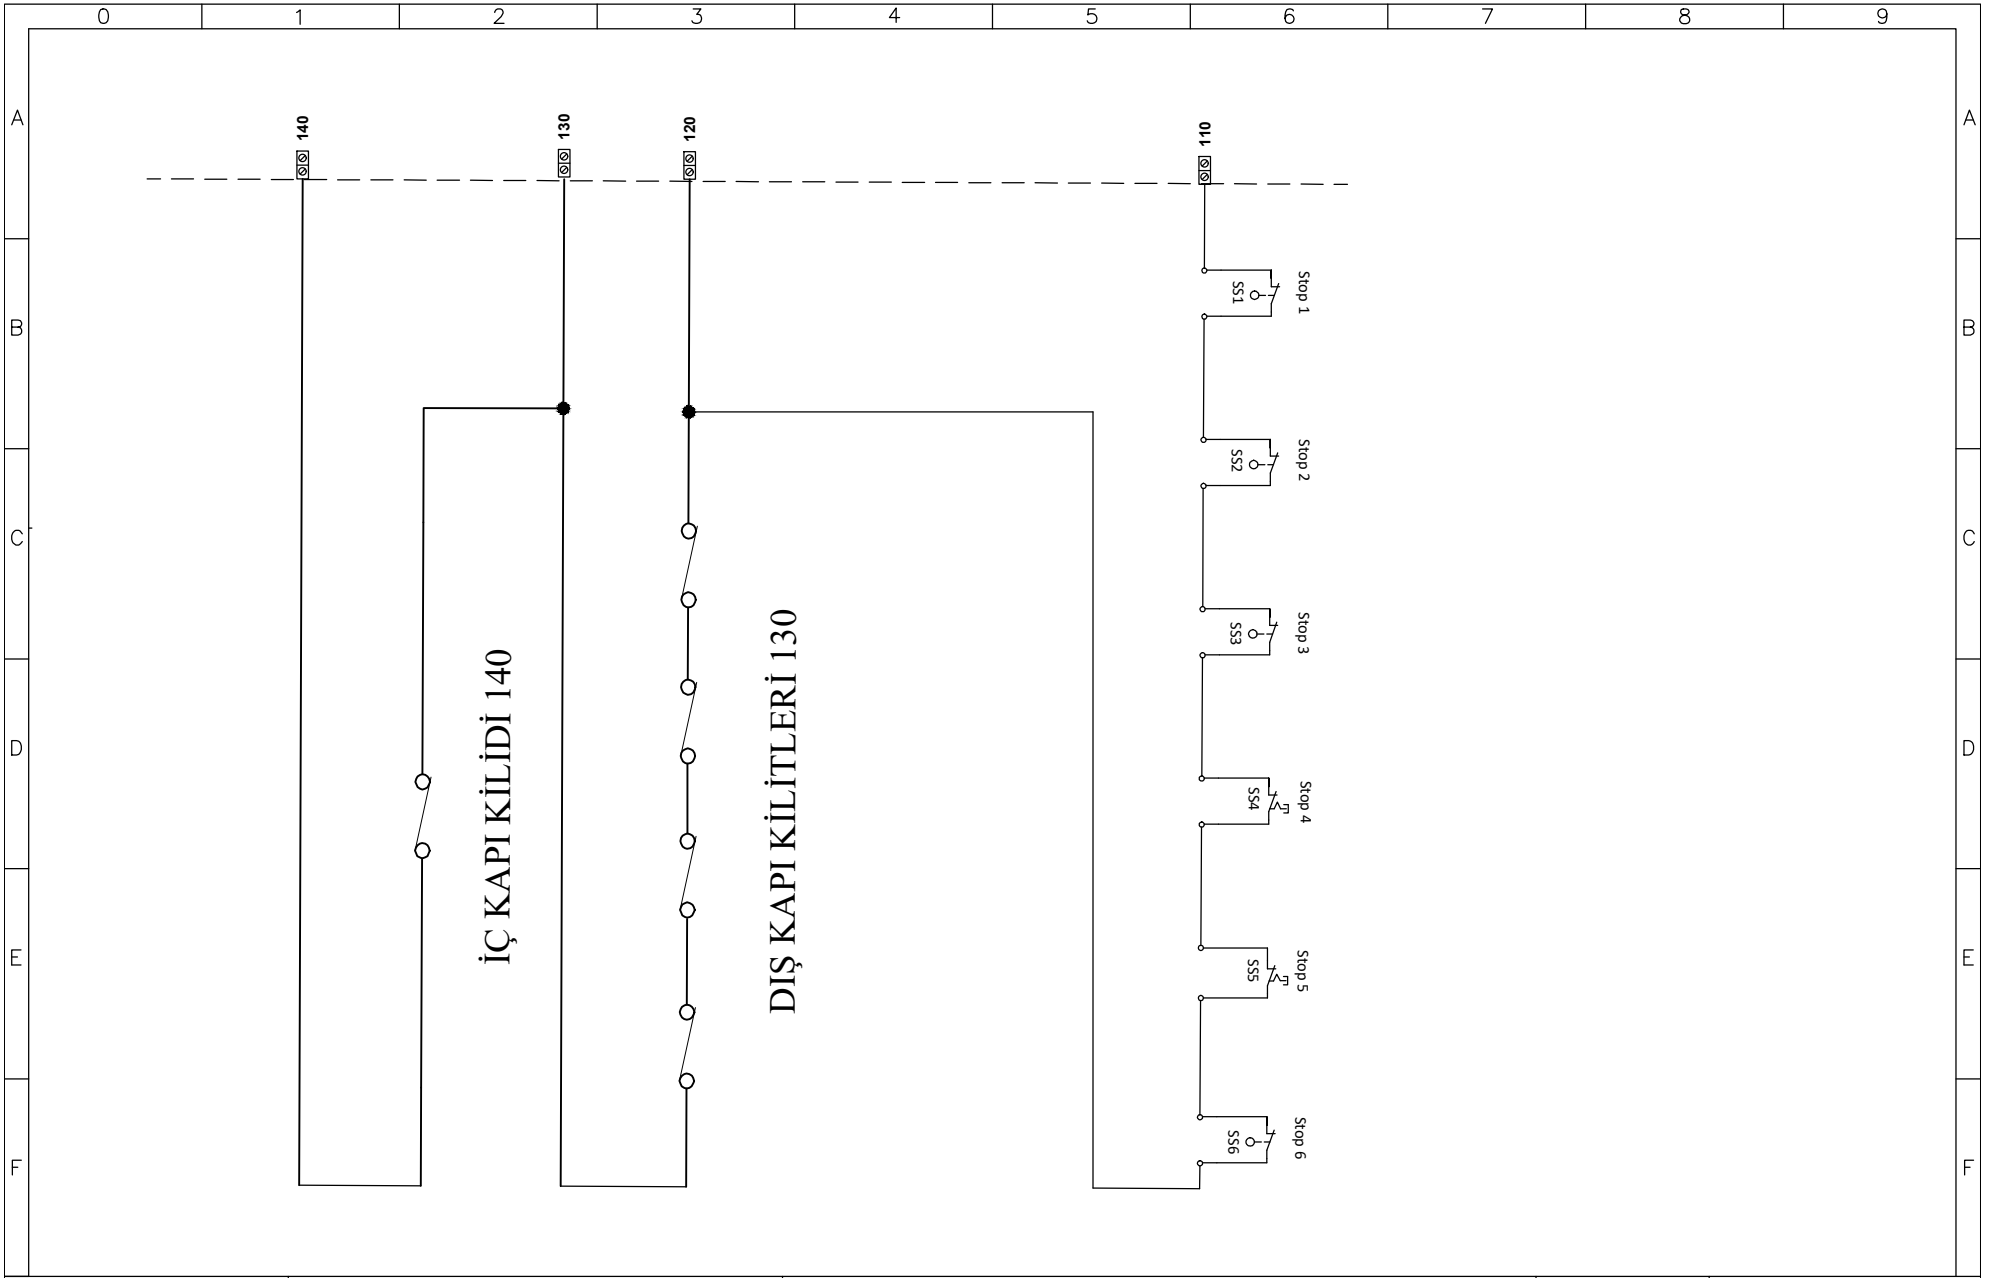 0 1 2 3 4 5 6 7 8 9
A A
140 130 120 110
B B
Stop 1
SS1
Stop 2
SS2
C C
Stop 3
SS3
D D
Stop 4
SS4
İÇ KAPI KİLİDİ 140
DIŞ KAPI KİLİTLERİ 130
E E
Stop 5
SS5
F F
Stop 6
SS6